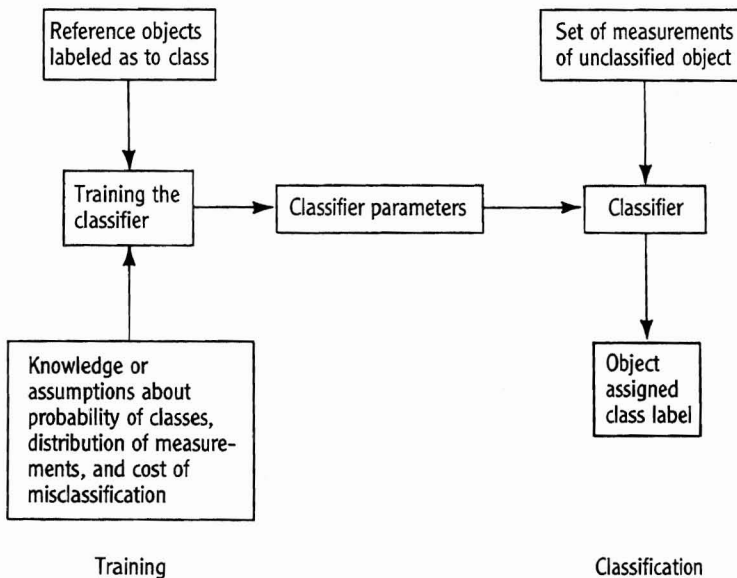 Reference objects
labeled as to class
Set of measurements
of unclassified object
Training the
classifier
Classifier parameters
Classifier
Knowledge or
assumptions about
probability of classes,
distribution of measure-
ments, and cost of
misclassification
Object
assigned
class label
Training
Classification